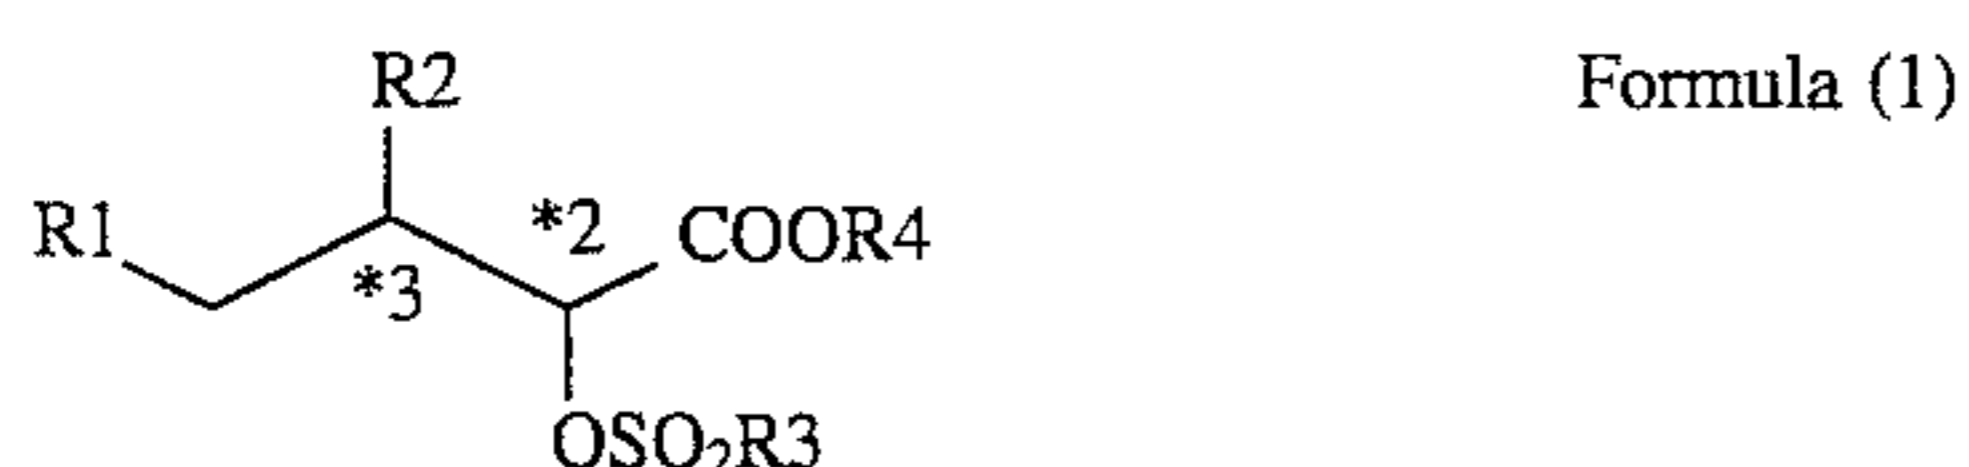 R2
Formula (1)
R1
*2
COOR4
*3
OSO₂R3